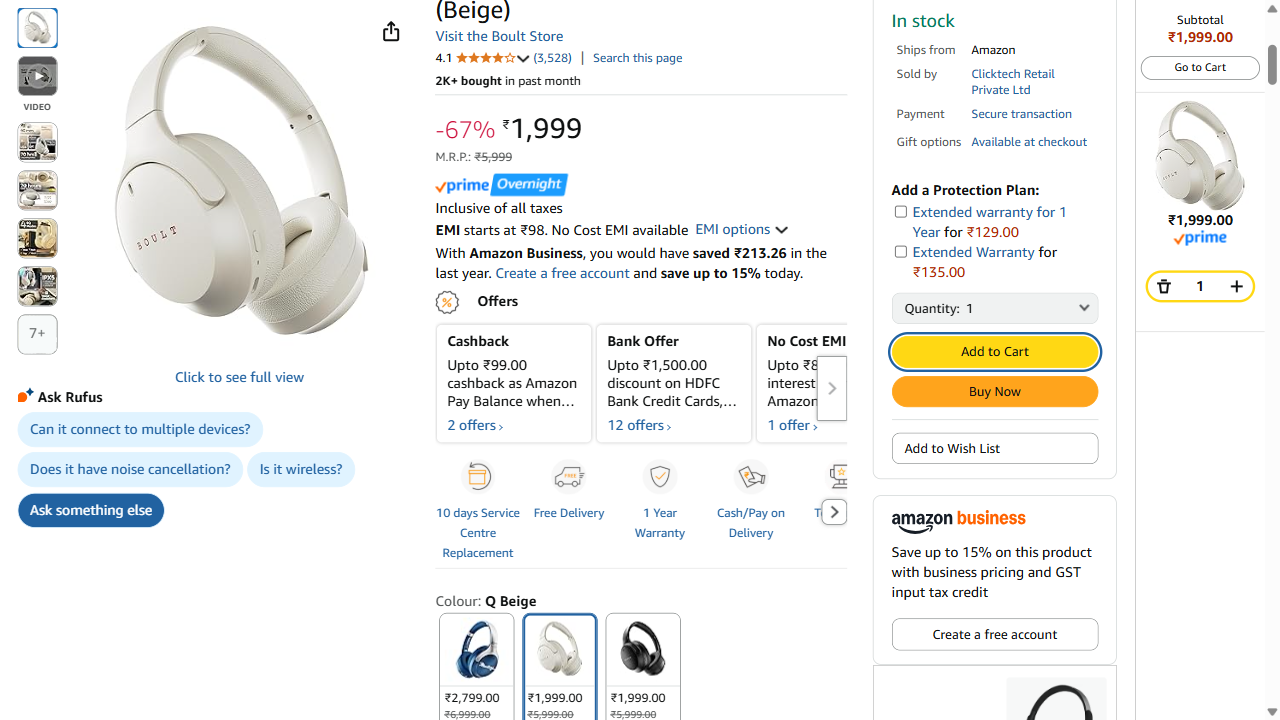 VIDEO
7+
BOULT
Click to see full view
Ask Rufus
Can it connect to multiple devices?
Does it have noise cancellation?
Is it wireless?
Ask something else
(Beige)
Visit the Boult Store
4.1 (3,528) | Search this page
2K+ bought in past month
-67% ₹1,999
M.R.P.: ₹5,999
prime Overnight
Inclusive of all taxes
EMI starts at ₹98. No Cost EMI available EMI options
With Amazon Business, you would have saved ₹213.26 in the
last year. Create a free account and save up to 15% today.
Offers
Cashback
Upto ₹99.00
cashback as Amazon
Pay Balance when…
2 offers ›
Bank Offer
Upto ₹1,500.00
discount on HDFC
Bank Credit Cards,…
12 offers ›
No Cost EMI
Upto ₹8
interest
Amazon
1 offer ›
10 days Service
Centre
Replacement
FREE
Free Delivery
1 Year
Warranty
Cash/Pay on
Delivery
Colour: Q Beige
₹2,799.00
₹6,999.00
₹1,999.00
₹5,999.00
₹1,999.00
₹5,999.00
In stock
Ships from Amazon
Sold by Clicktech Retail
Private Ltd
Payment Secure transaction
Gift options Available at checkout
Add a Protection Plan:
Extended warranty for 1
Year for ₹129.00
Extended Warranty for
₹135.00
Quantity: 1
Add to Cart
Buy Now
Add to Wish List
amazon business
Save up to 15% on this product
with business pricing and GST
input tax credit
Create a free account
Subtotal
₹1,999.00
Go to Cart
₹1,999.00
prime
1